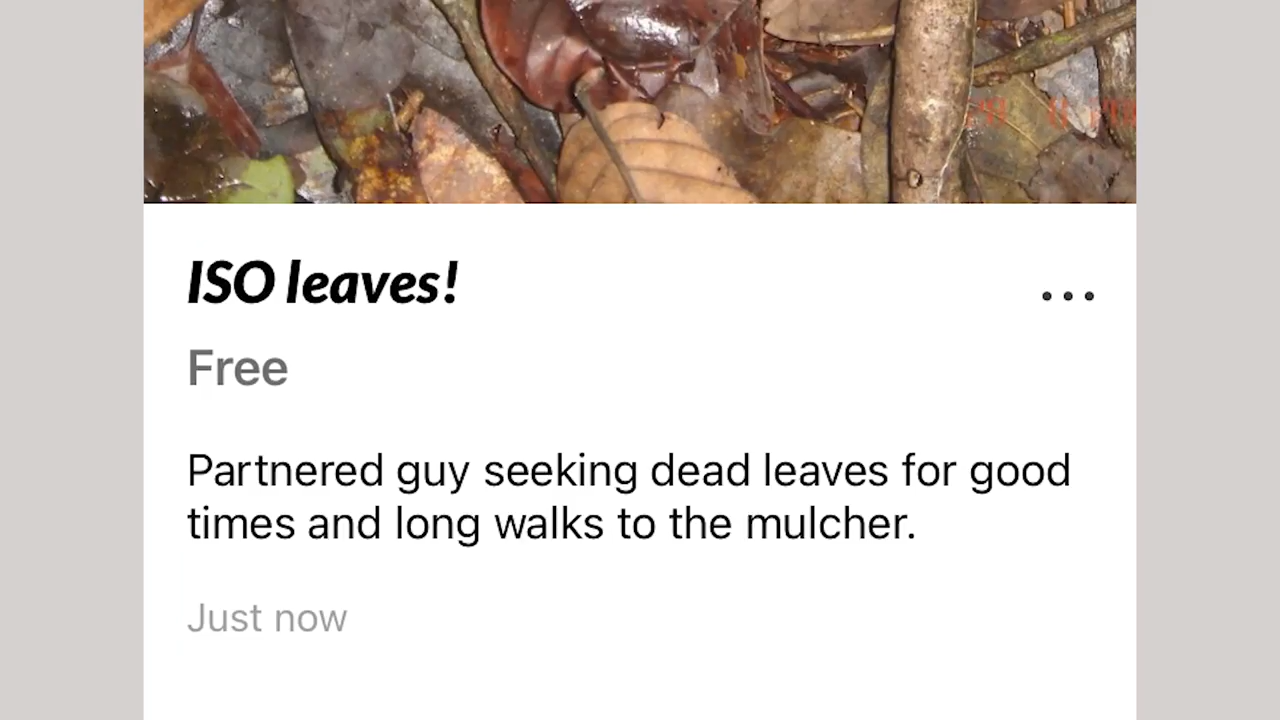 ISO leaves!
Free
Partnered guy seeking dead leaves for good
times and long walks to the mulcher.
Just now